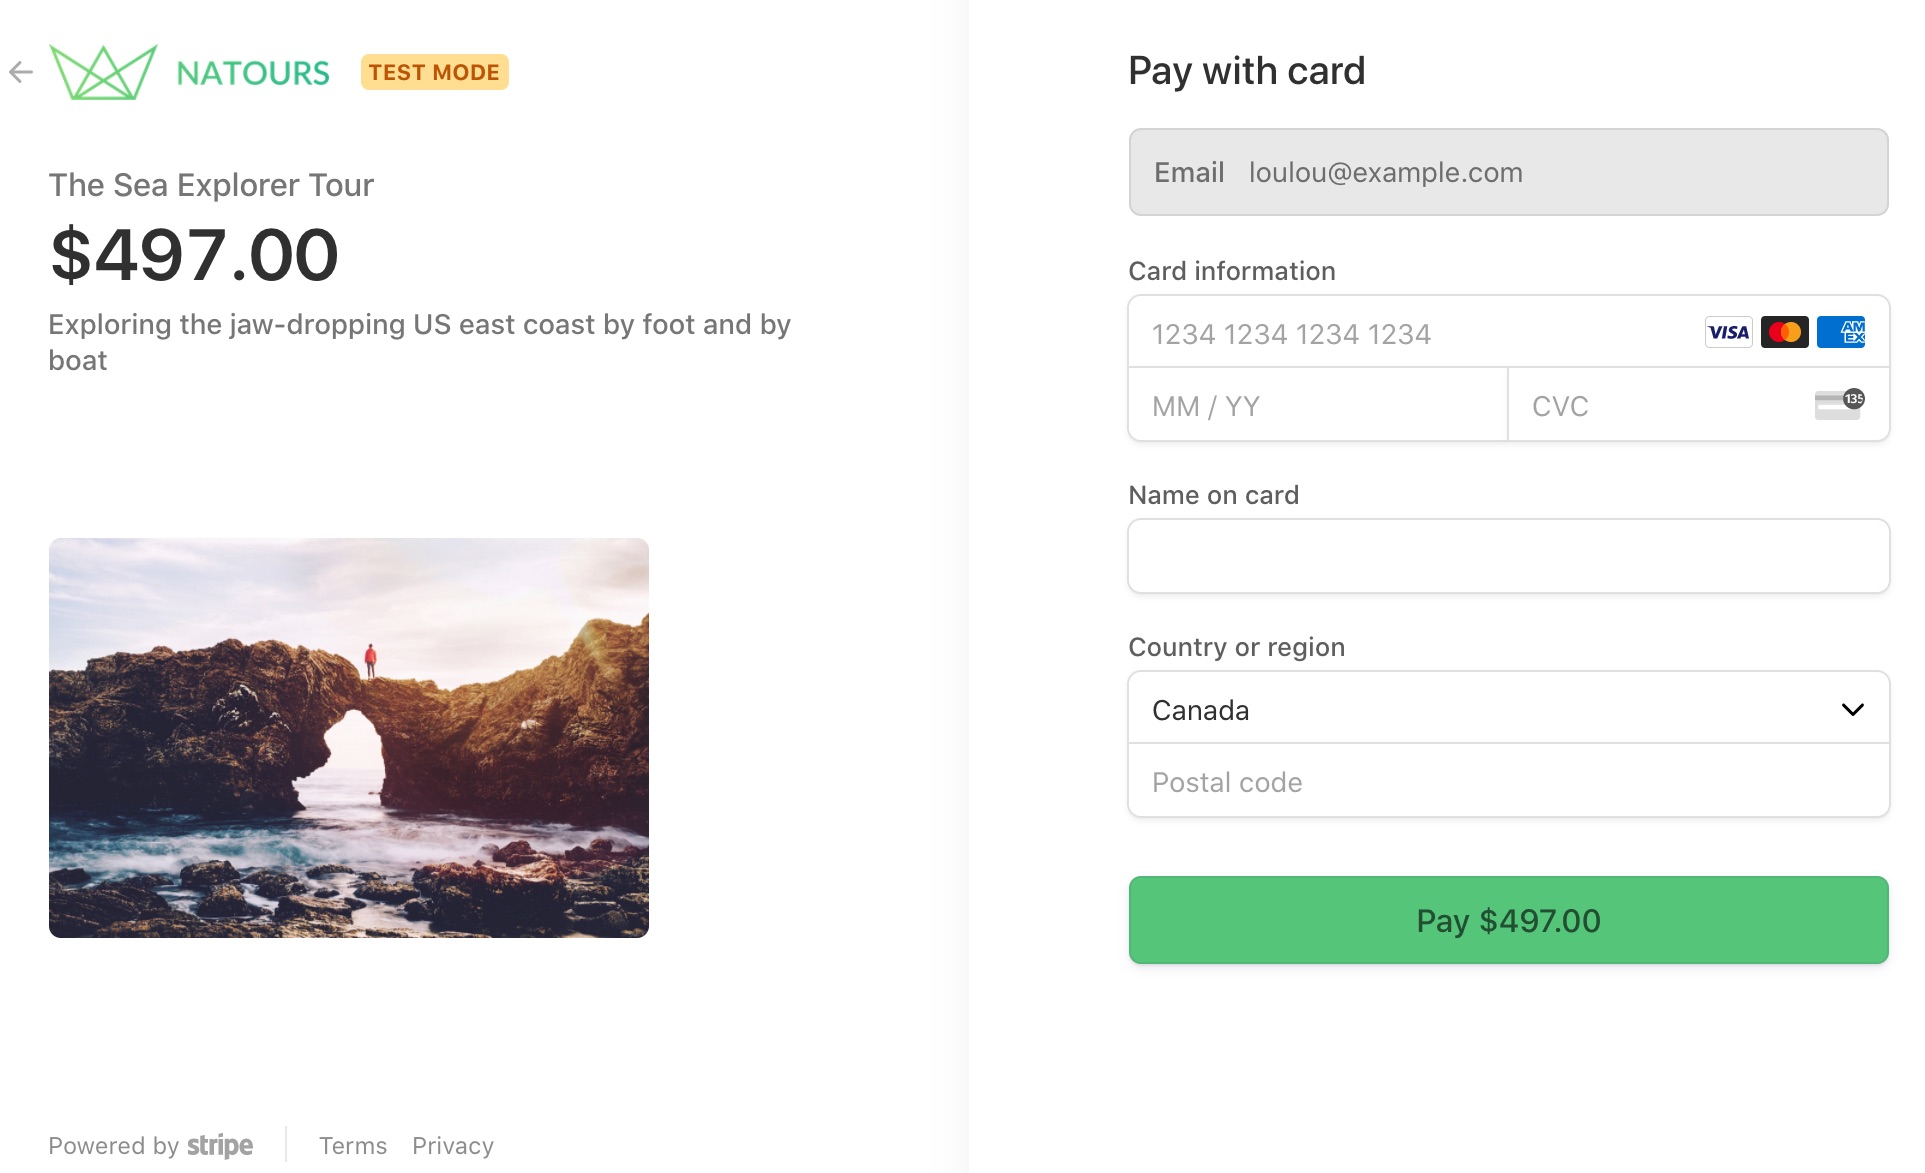 NATOURS TEST MODE
The Sea Explorer Tour
$497.00
Exploring the jaw-dropping US east coast by foot and by
boat
Powered by stripe Terms Privacy
Pay with card
Email loulou@example.com
Card information
1234 1234 1234 1234 VISA AM EX
MM / YY CVC 135
Name on card
Country or region
Canada
Postal code
Pay $497.00